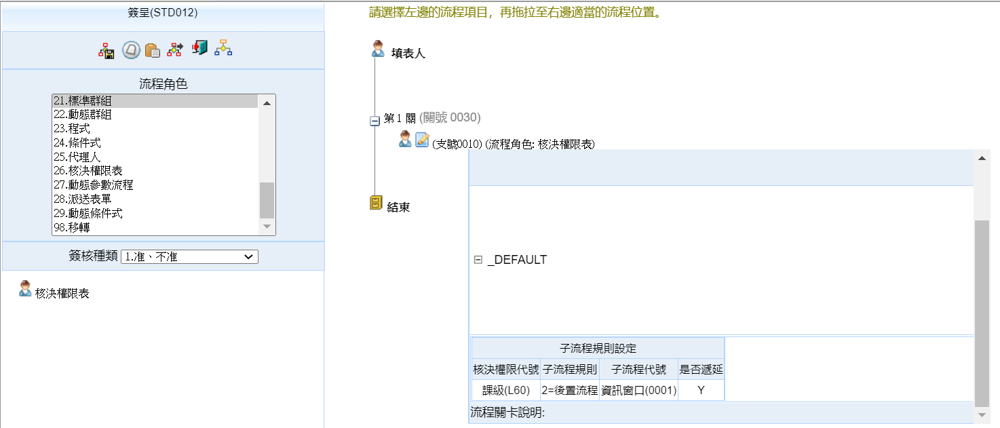 簽呈(STD012)
流程角色
21.標準群組
22.動態群組
23.程式
24.條件式
25.代理人
26.核決權限表
27.動態參數流程
28.派送表單
29.動態條件式
98.移轉
簽核種類 1.准、不准
核決權限表
請選擇左邊的流程項目，再拖拉至右邊適當的流程位置。
填表人
第 1 關 (關號 0030)
(支號0010) (流程角色: 核決權限表)
結束
_DEFAULT
子流程規則設定
核決權限代號 子流程規則 子流程代號 是否遞延
課級(L60) 2=後置流程 資訊窗口(0001) Y
流程關卡說明: